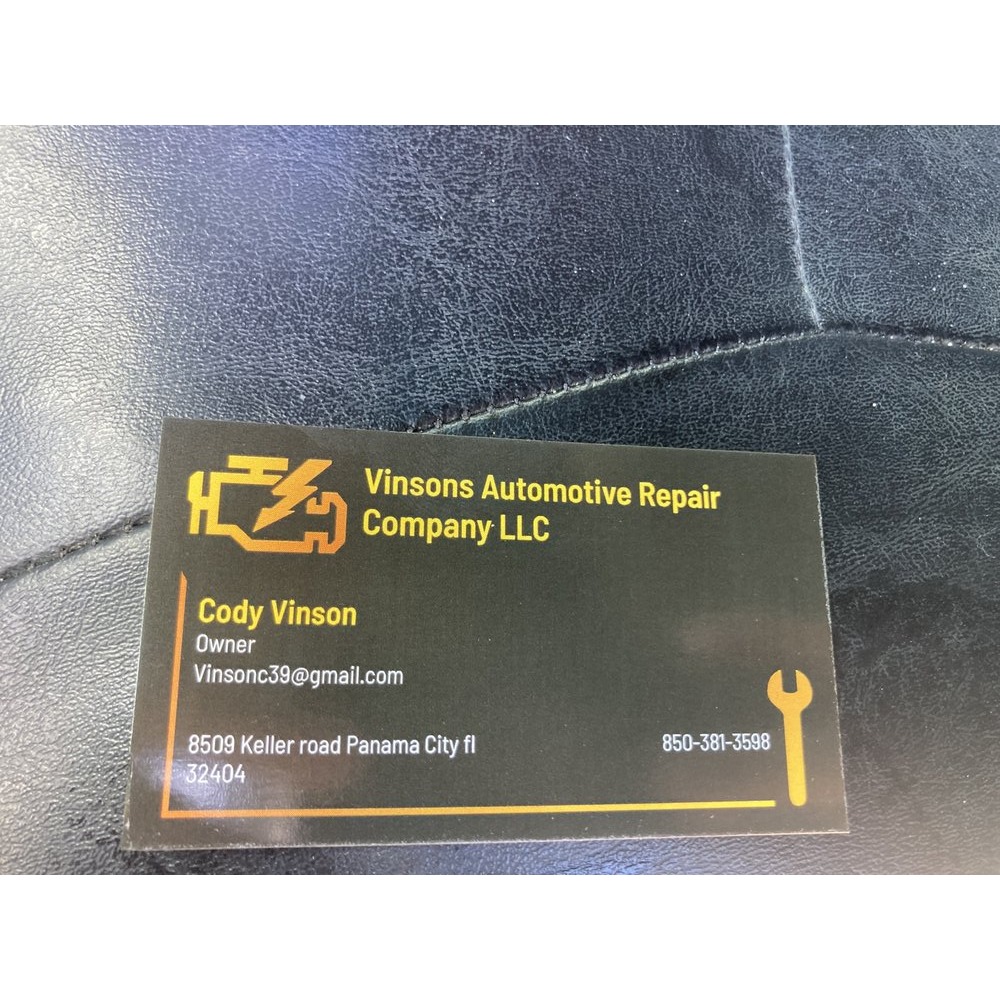 Vinsons Automotive Repair
Company LLC
Cody Vinson
Owner
Vinsonc39@gmail.com
8509 Keller road Panama City fl
32404
850-381-3598